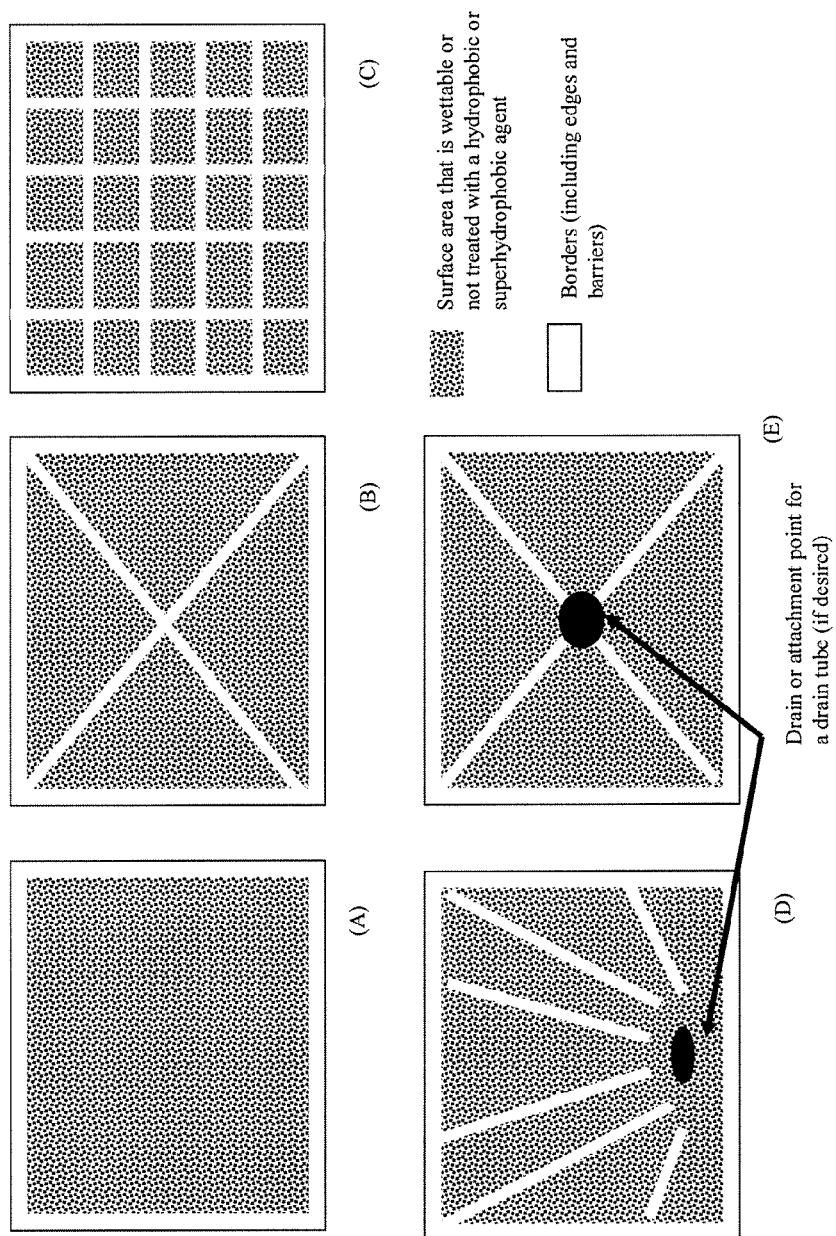 (A)
(B)
(C)
(D)
(E)
Surface area that is wettable or
not treated with a hydrophobic or
superhydrophobic agent
Borders (including edges and
barriers)
Drain or attachment point for
a drain tube (if desired)